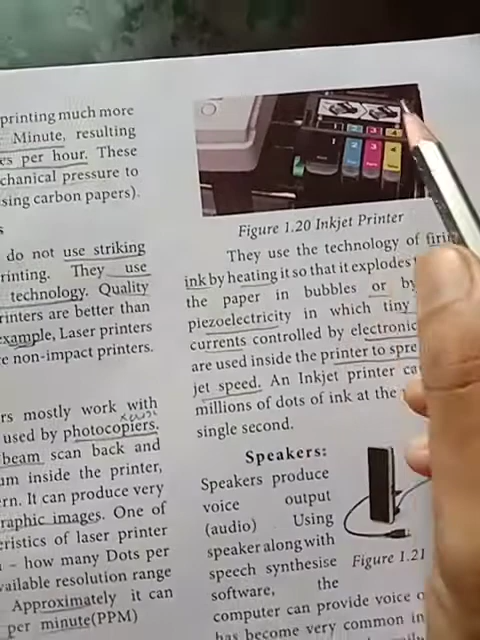 printing much more
Minute, resulting
es per hour. These
chanical pressure to
sing carbon papers).
s
do not use striking
rinting. They use
technology. Quality
rinters are better than
example, Laser printers
e non-impact printers.
rs mostly work with
used by photocopiers.
beam scan back and
um inside the printer,
ern. It can produce very
raphic images. One of
eristics of laser printer
– how many Dots per
vailable resolution range
Approximately it can
per minute(PPM)
Figure 1.20 Inkjet Printer
They use the technology of firing
ink by heating it so that it explodes
the paper in bubbles or by
piezoelectricity in which tiny
currents controlled by electronic
are used inside the printer to spre
jet speed. An Inkjet printer ca
millions of dots of ink at the
single second.
Speakers:
Speakers produce
voice output
(audio) Using
speaker along with
speech synthesise
software, the
computer can provide voice o
has become very common in
Figure 1.21